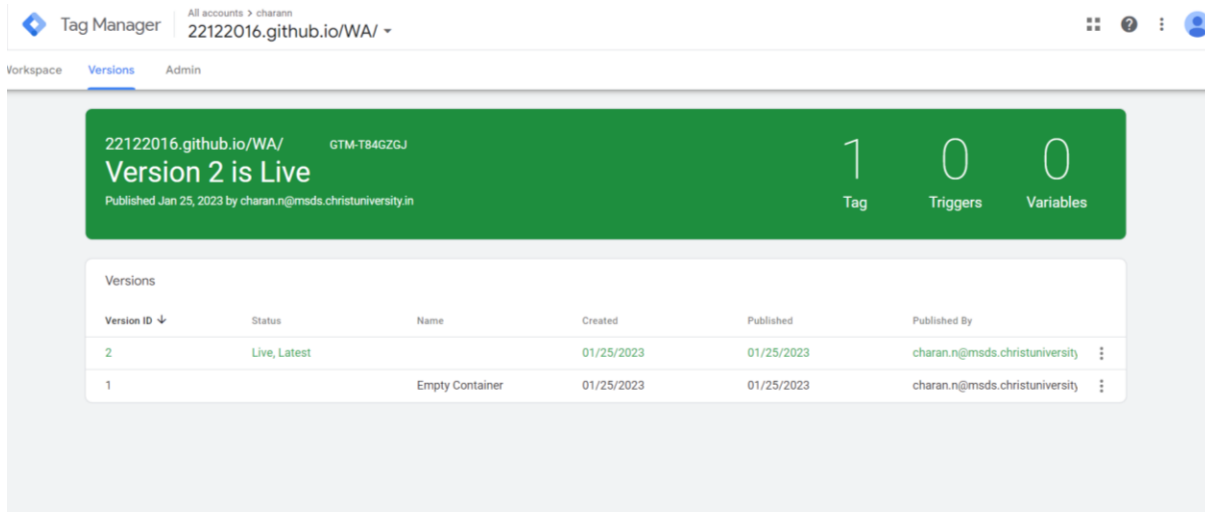 All accounts > charann
Tag Manager
22122016.github.io/WA/
Workspace Versions Admin
22122016.github.io/WA/ GTM-T84GZGJ
Version 2 is Live
Published Jan 25, 2023 by charan.n@msds.christuniversity.in
1 0 0
Tag Triggers Variables
Versions
Version ID Status Name Created Published Published By
2 Live, Latest 01/25/2023 01/25/2023 charan.n@msds.christuniversity
1 Empty Container 01/25/2023 01/25/2023 charan.n@msds.christuniversity